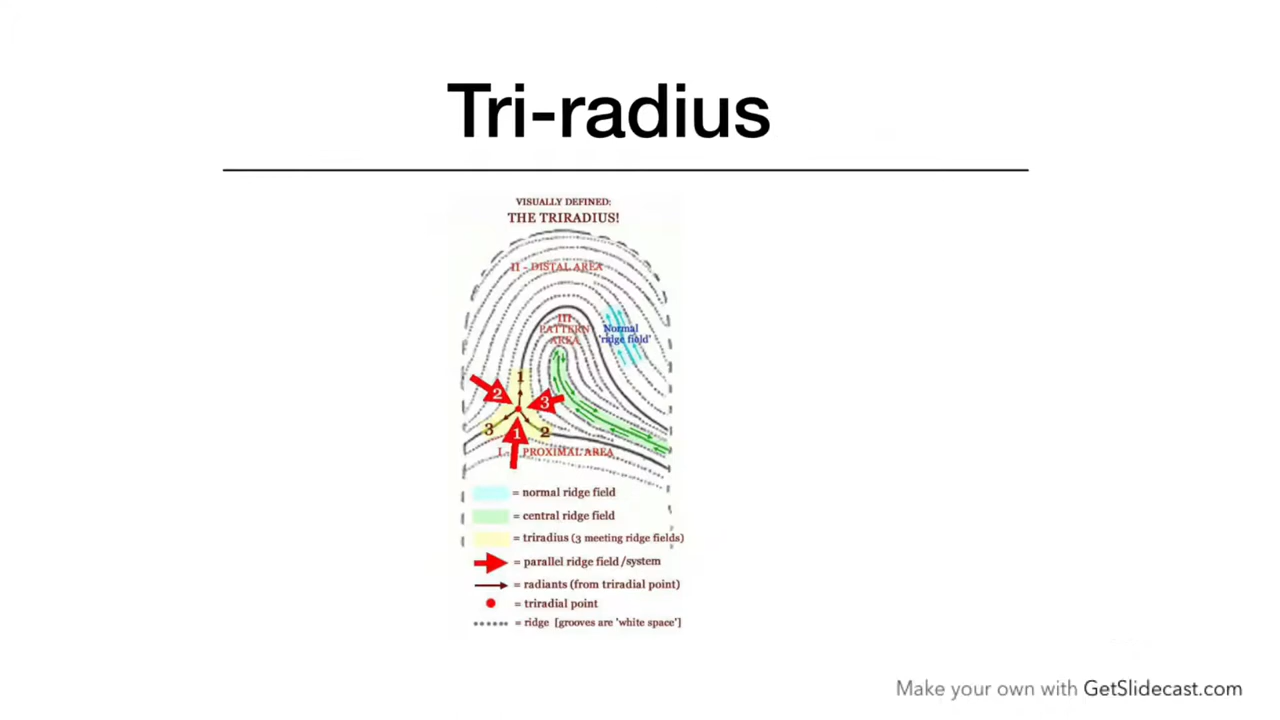 Tri-radius
VISUALLY DEFINED:
THE TRIRADIUS!
II - DISTAL AREA
III
PATTERN
AREA
Normal
'ridge field'
1
2
3
3
1
2
I - PROXIMAL AREA
= normal ridge field
= central ridge field
= triradius (3 meeting ridge fields)
= parallel ridge field/system
= radiants (from triradial point)
= triradial point
= ridge [grooves are 'white space']
Make your own with GetSlidecast.com